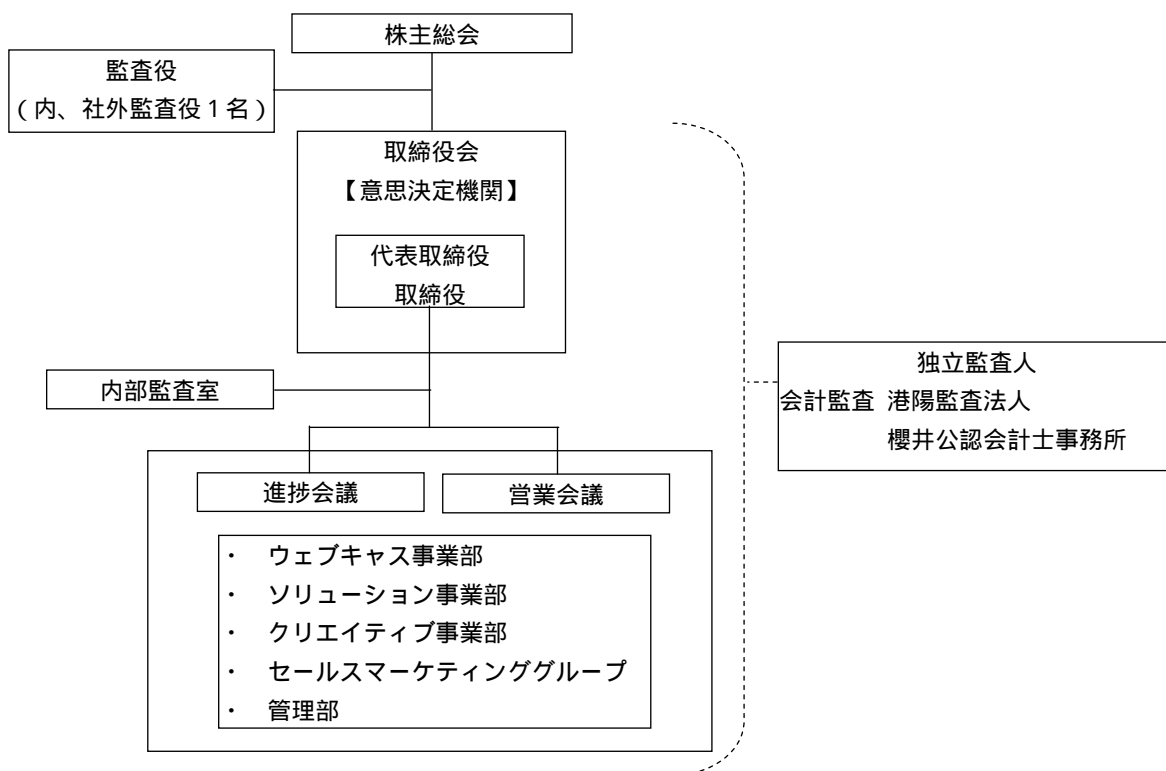 株主総会
監査役
（内、社外監査役１名）
取締役会
【意思決定機関】
代表取締役
取締役
内部監査室
独立監査人
会計監査 港陽監査法人
櫻井公認会計士事務所
進捗会議
営業会議
・ ウェブキャス事業部
・ ソリューション事業部
・ クリエイティブ事業部
・ セールスマーケティンググループ
・ 管理部